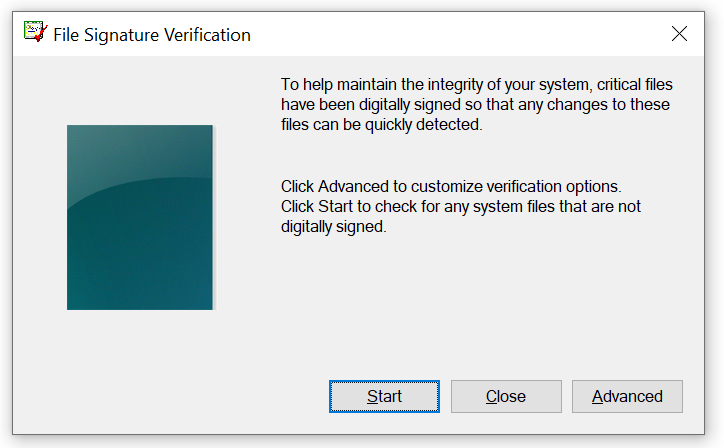 File Signature Verification
To help maintain the integrity of your system, critical files
have been digitally signed so that any changes to these
files can be quickly detected.
Click Advanced to customize verification options.
Click Start to check for any system files that are not
digitally signed.
Start
Close
Advanced